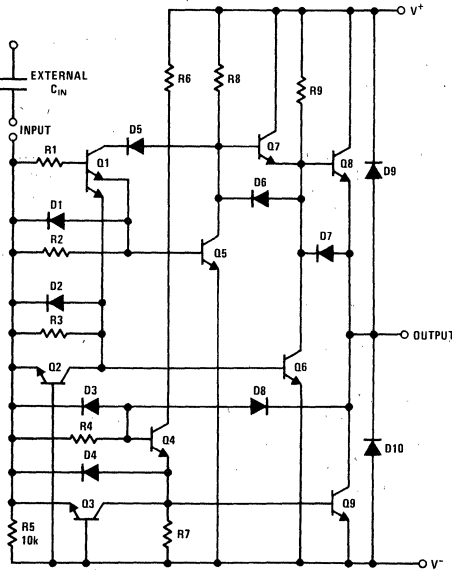 V+
R6
R8
R9
EXTERNAL
CIN
INPUT
R1
Q1
D5
Q7
Q8
D9
D1
D6
R2
Q5
D7
D2
R3
OUTPUT
Q2
Q6
D3
D8
R4
Q4
D10
D4
Q3
Q9
R5
10k
R7
V-